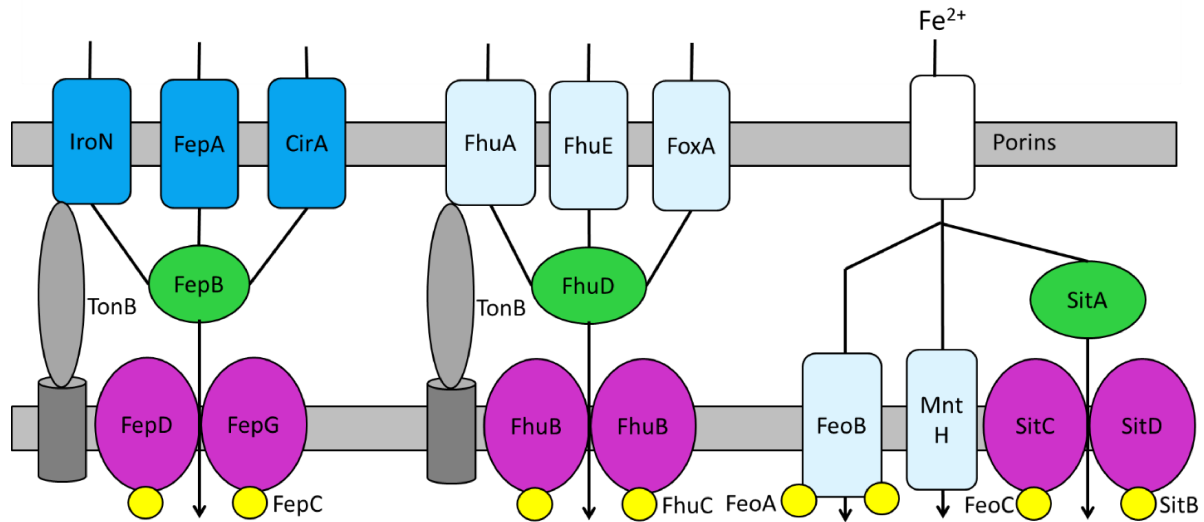 Fe2+
IroN
FepA
CirA
FhuA
FhuE
FoxA
Porins
TonB
FepB
TonB
FhuD
SitA
FepD
FepG
FhuB
FhuB
FeoB
Mnt
H
SitC
SitD
FepC
FhuC
FeoA
FeoC
SitB